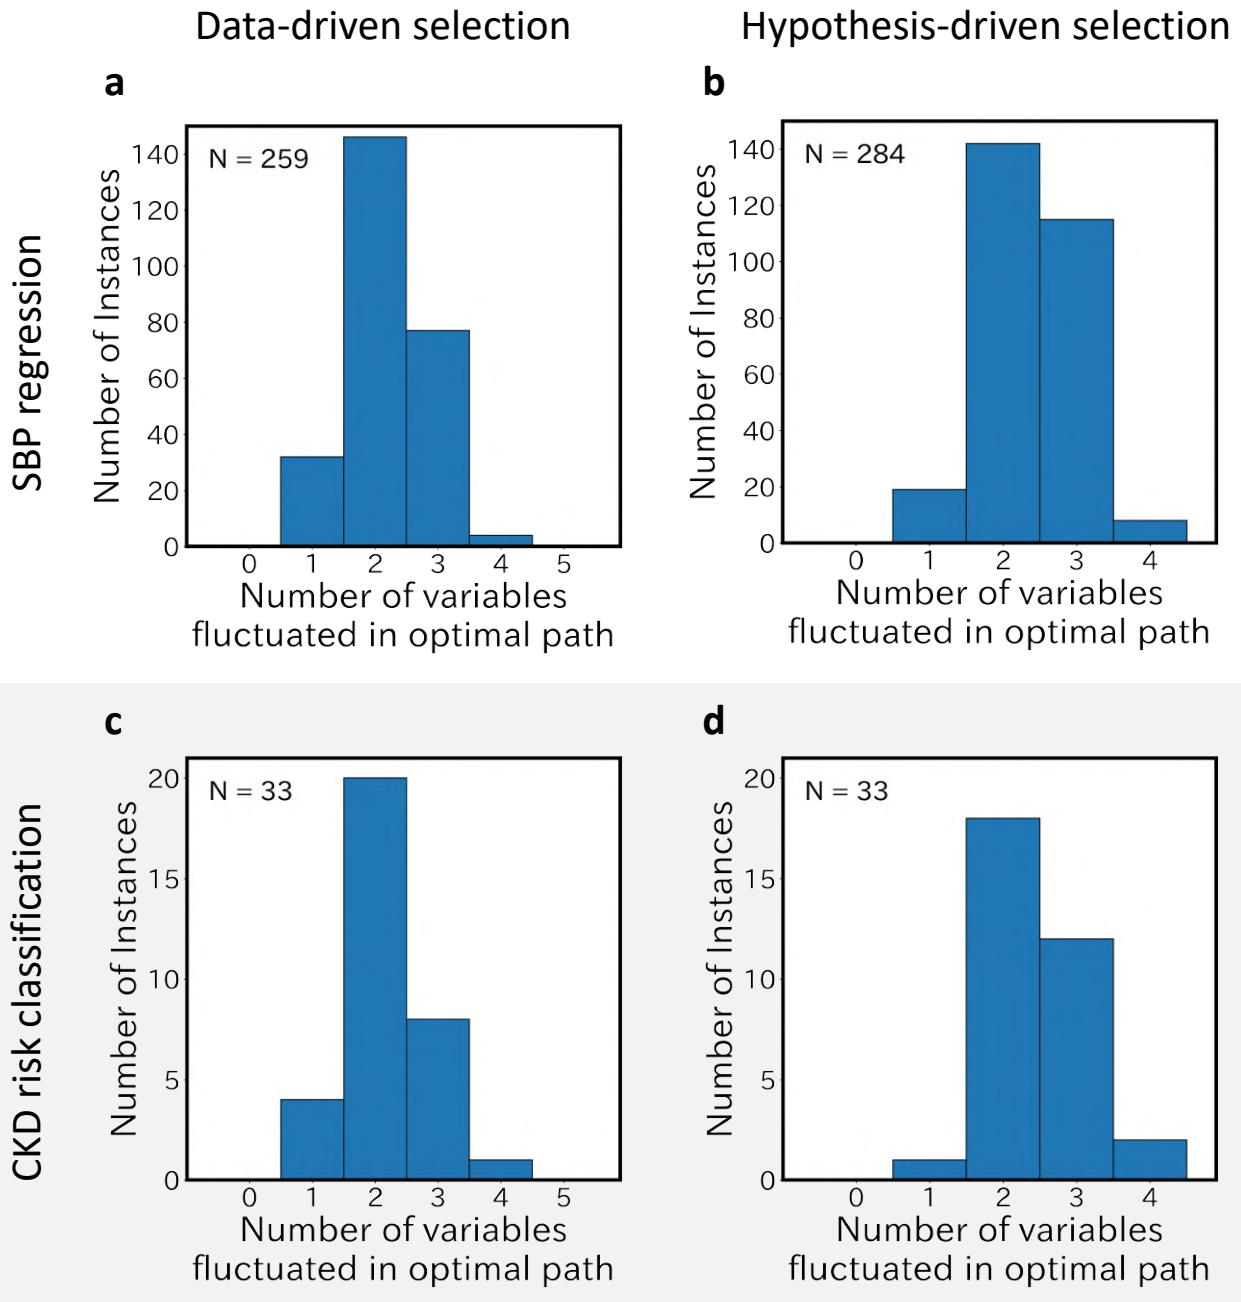 Data-driven selection
Hypothesis-driven selection
SBP regression
a
N = 259
140
120
100
80
60
40
20
0
Number of Instances
0 1 2 3 4 5
Number of variables
fluctuated in optimal path
b
N = 284
140
120
100
80
60
40
20
0
Number of Instances
0 1 2 3 4
Number of variables
fluctuated in optimal path
CKD risk classification
c
N = 33
20
15
10
5
0
Number of Instances
0 1 2 3 4 5
Number of variables
fluctuated in optimal path
d
N = 33
20
15
10
5
0
Number of Instances
0 1 2 3 4
Number of variables
fluctuated in optimal path